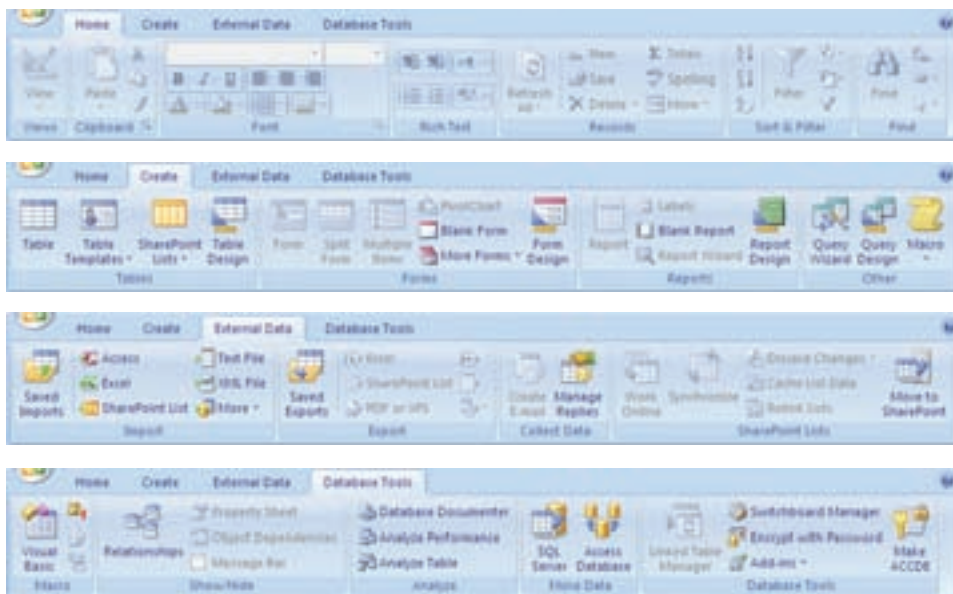 Home Create External Data Database Tools
View Paste Refresh All New Save Delete Totals Spelling More Filter Find
Views Clipboard Font Rich Text Records Sort & Filter Find
Home Create External Data Database Tools
Table Table Templates SharePoint Lists Table Design Form Split Form Multiple Items PivotChart Blank Form More Forms Form Design Report Labels Blank Report Report Wizard Report Design Query Wizard Query Design Macro
Tables Forms Reports Other
Home Create External Data Database Tools
Saved Imports Access Excel SharePoint List Text File XML File More Saved Exports Excel SharePoint List PDF or XPS Create E-mail Manage Replies Work Online Synchronize Discard Changes Cache List Data Relink Lists Move to SharePoint
Import Export Collect Data SharePoint Lists
Home Create External Data Database Tools
Visual Basic Relationships Property Sheet Object Dependencies Message Bar Database Documenter Analyze Performance Analyze Table SQL Server Access Database Linked Table Manager Switchboard Manager Encrypt with Password Add-ins Make ACCDE
Macro Show/Hide Analyze Move Data Database Tools